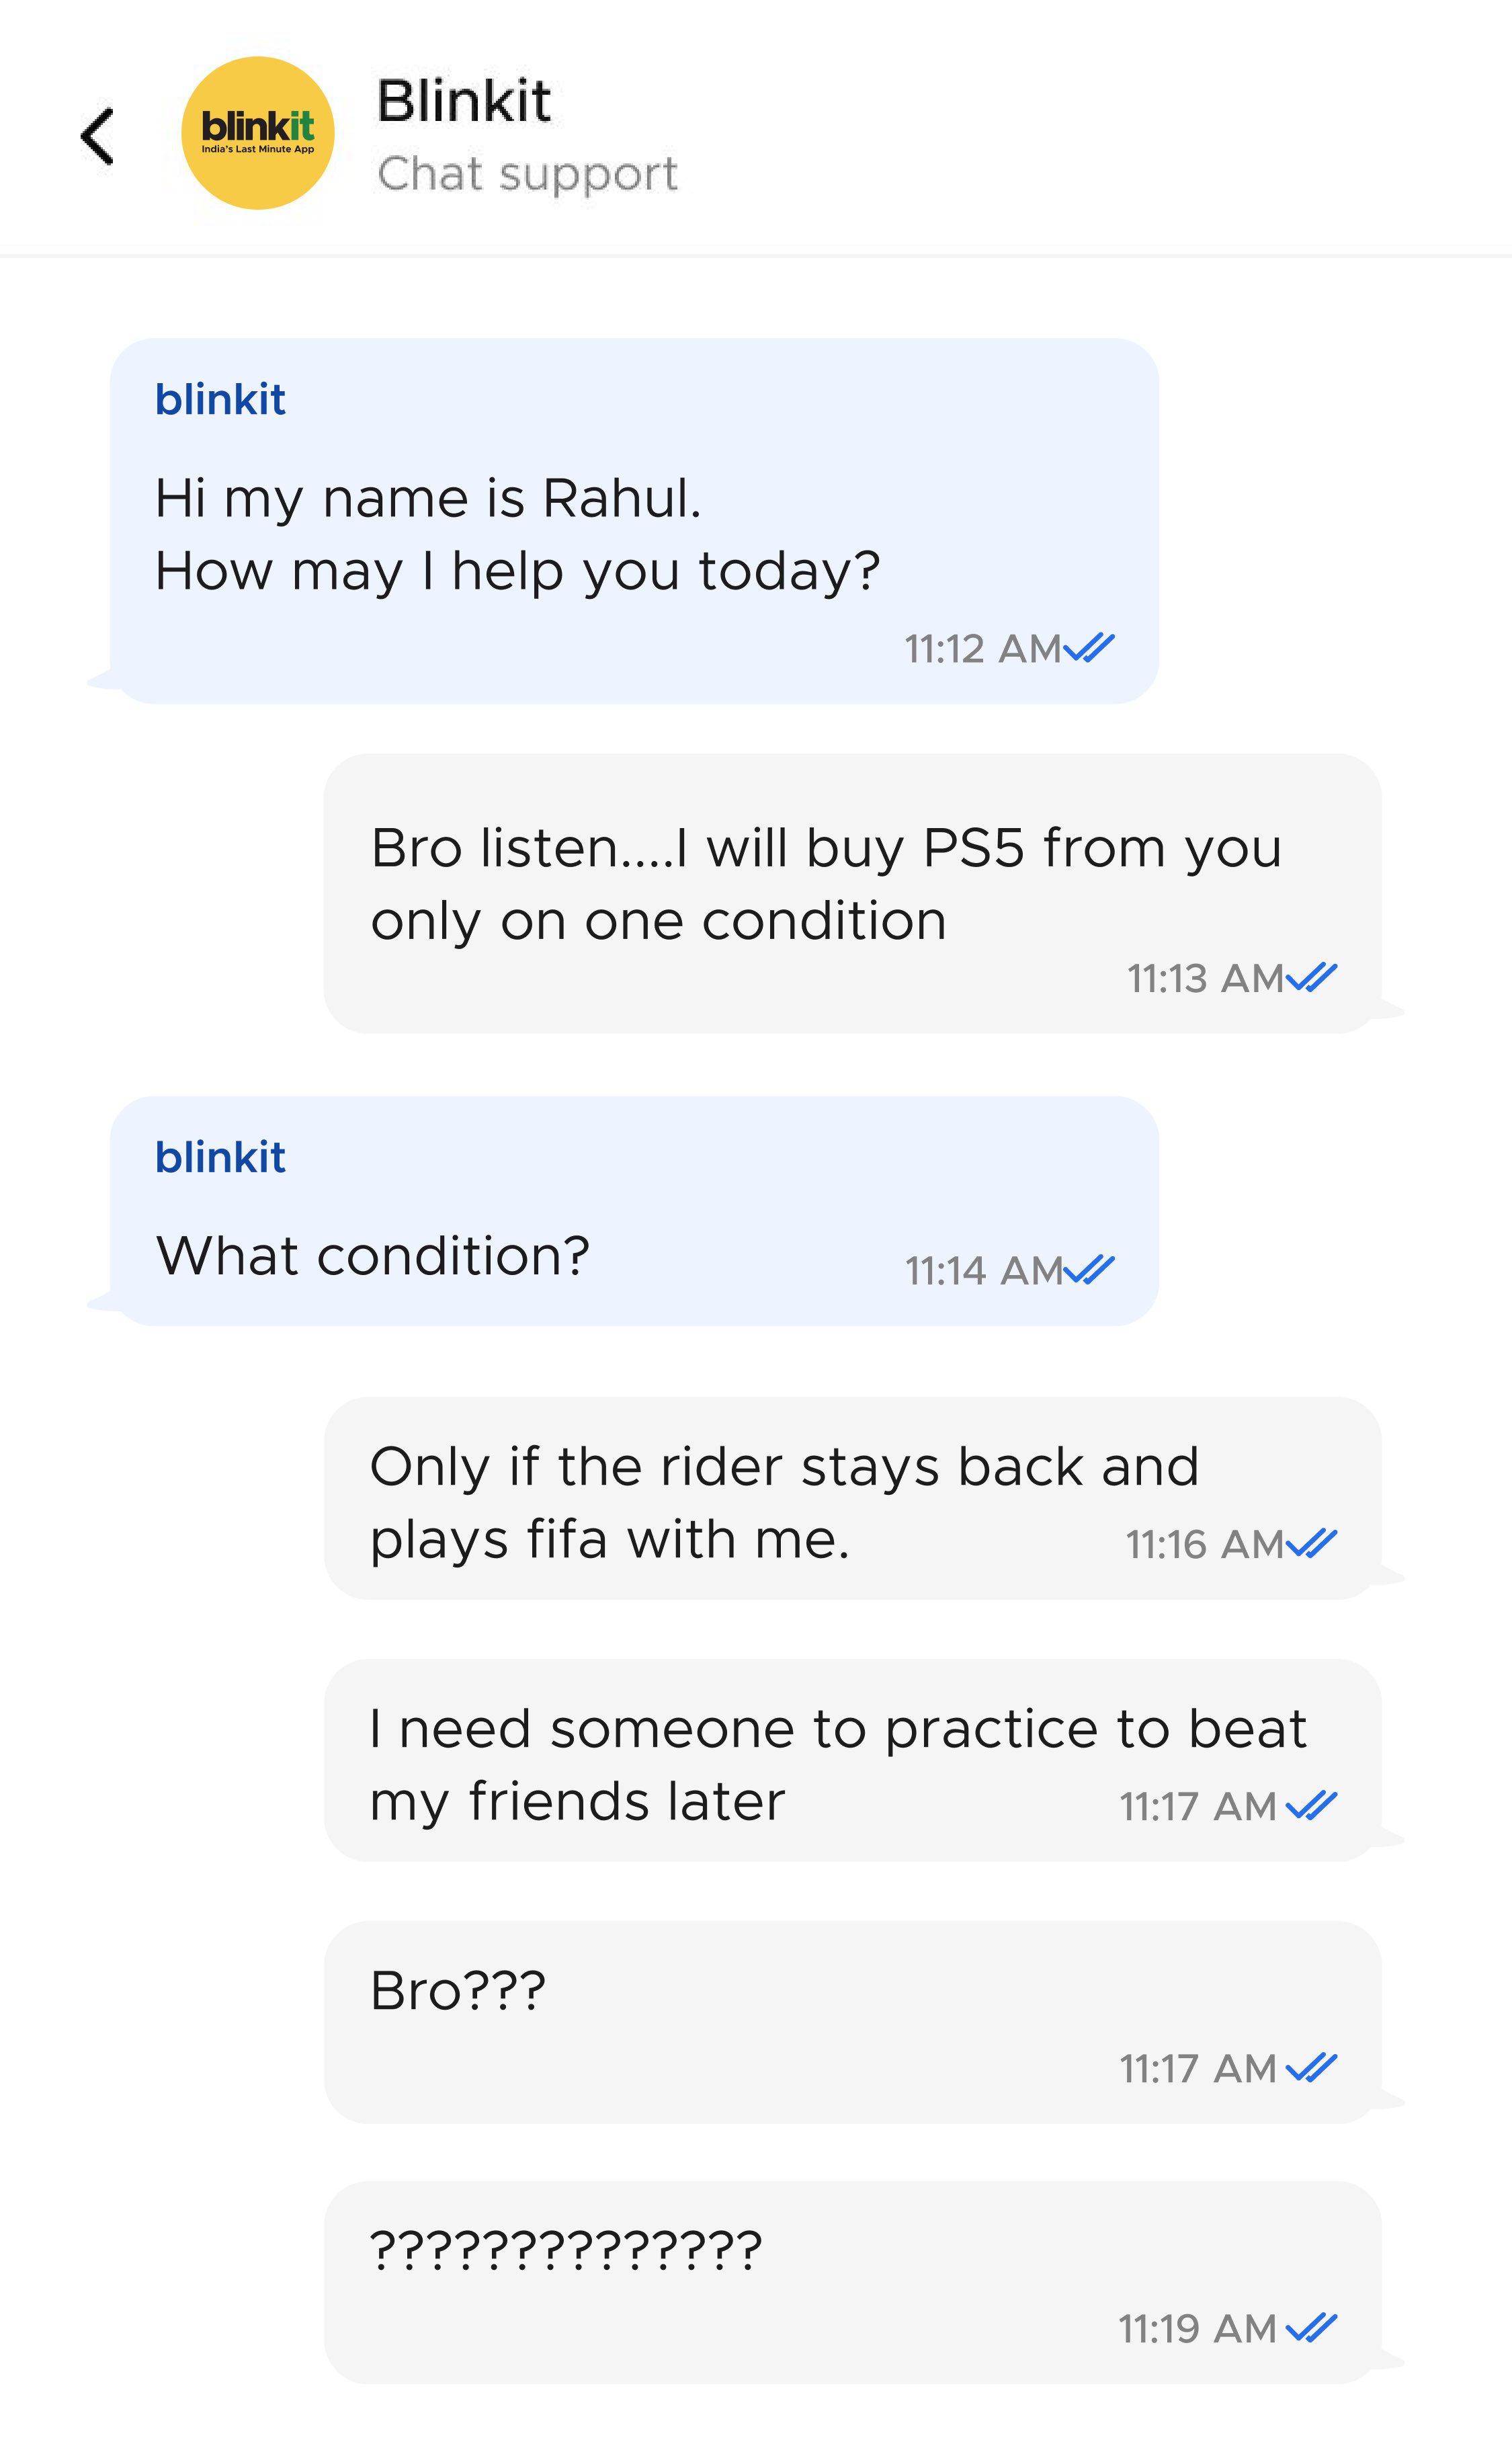 blinkit
India's Last Minute App
Blinkit
Chat support
blinkit
Hi my name is Rahul.
How may I help you today?
11:12 AM
Bro listen....I will buy PS5 from you
only on one condition
11:13 AM
blinkit
What condition?
11:14 AM
Only if the rider stays back and
plays fifa with me.
11:16 AM
I need someone to practice to beat
my friends later
11:17 AM
Bro???
11:17 AM
??????????????
11:19 AM